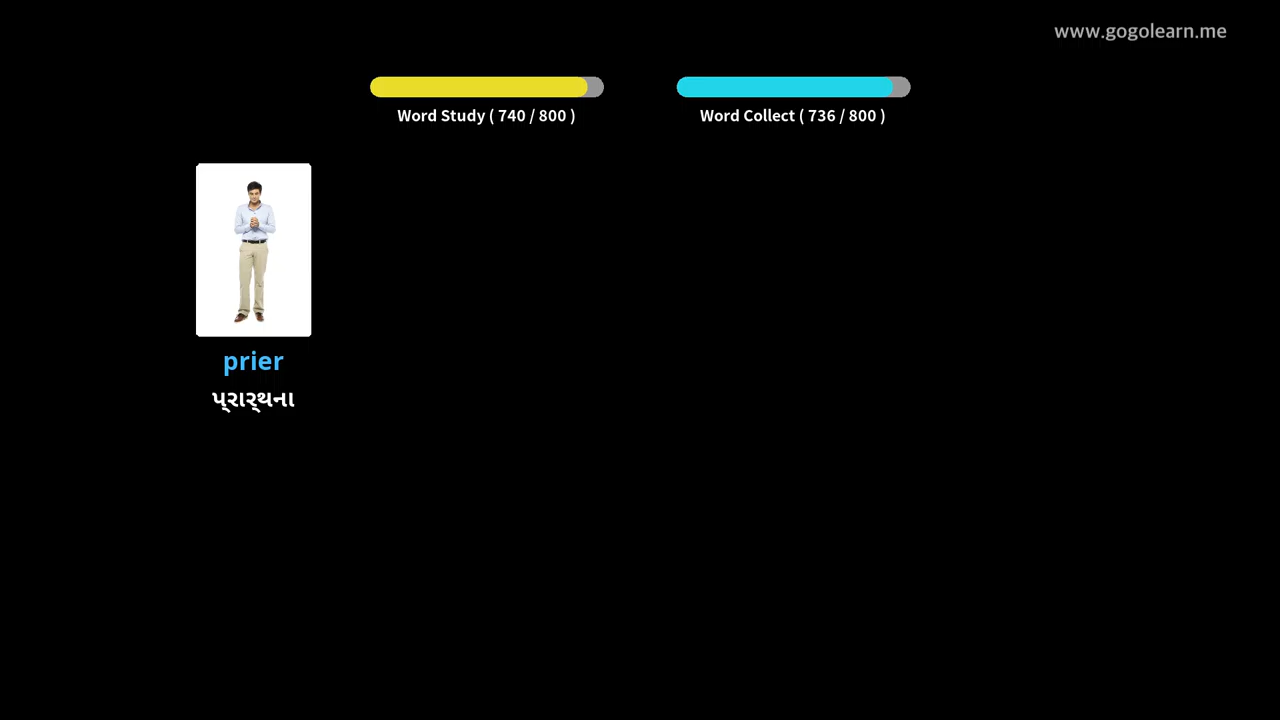 www.gogolearn.me
Word Study ( 740 / 800 )
Word Collect ( 736 / 800 )
prier
પ્રાર્થના